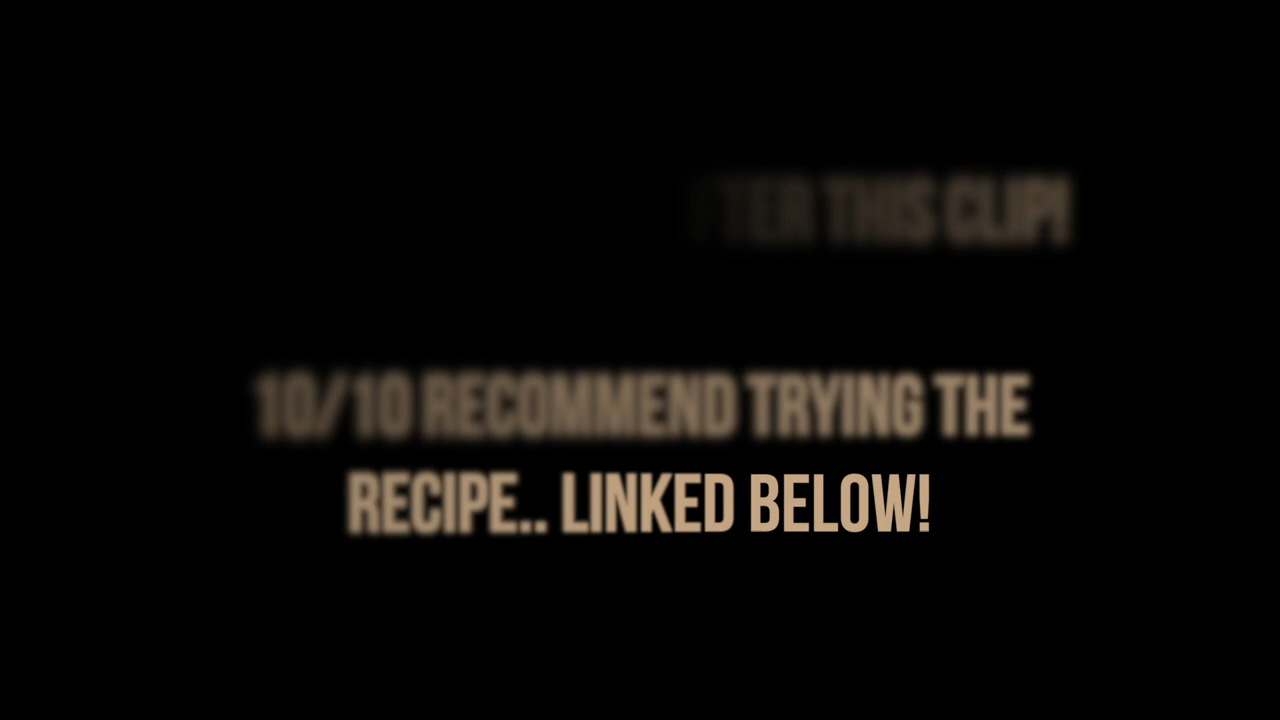 THIS CLIP!
10/10 RECOMMEND TRYING THE
RECIPE.. LINKED BELOW!